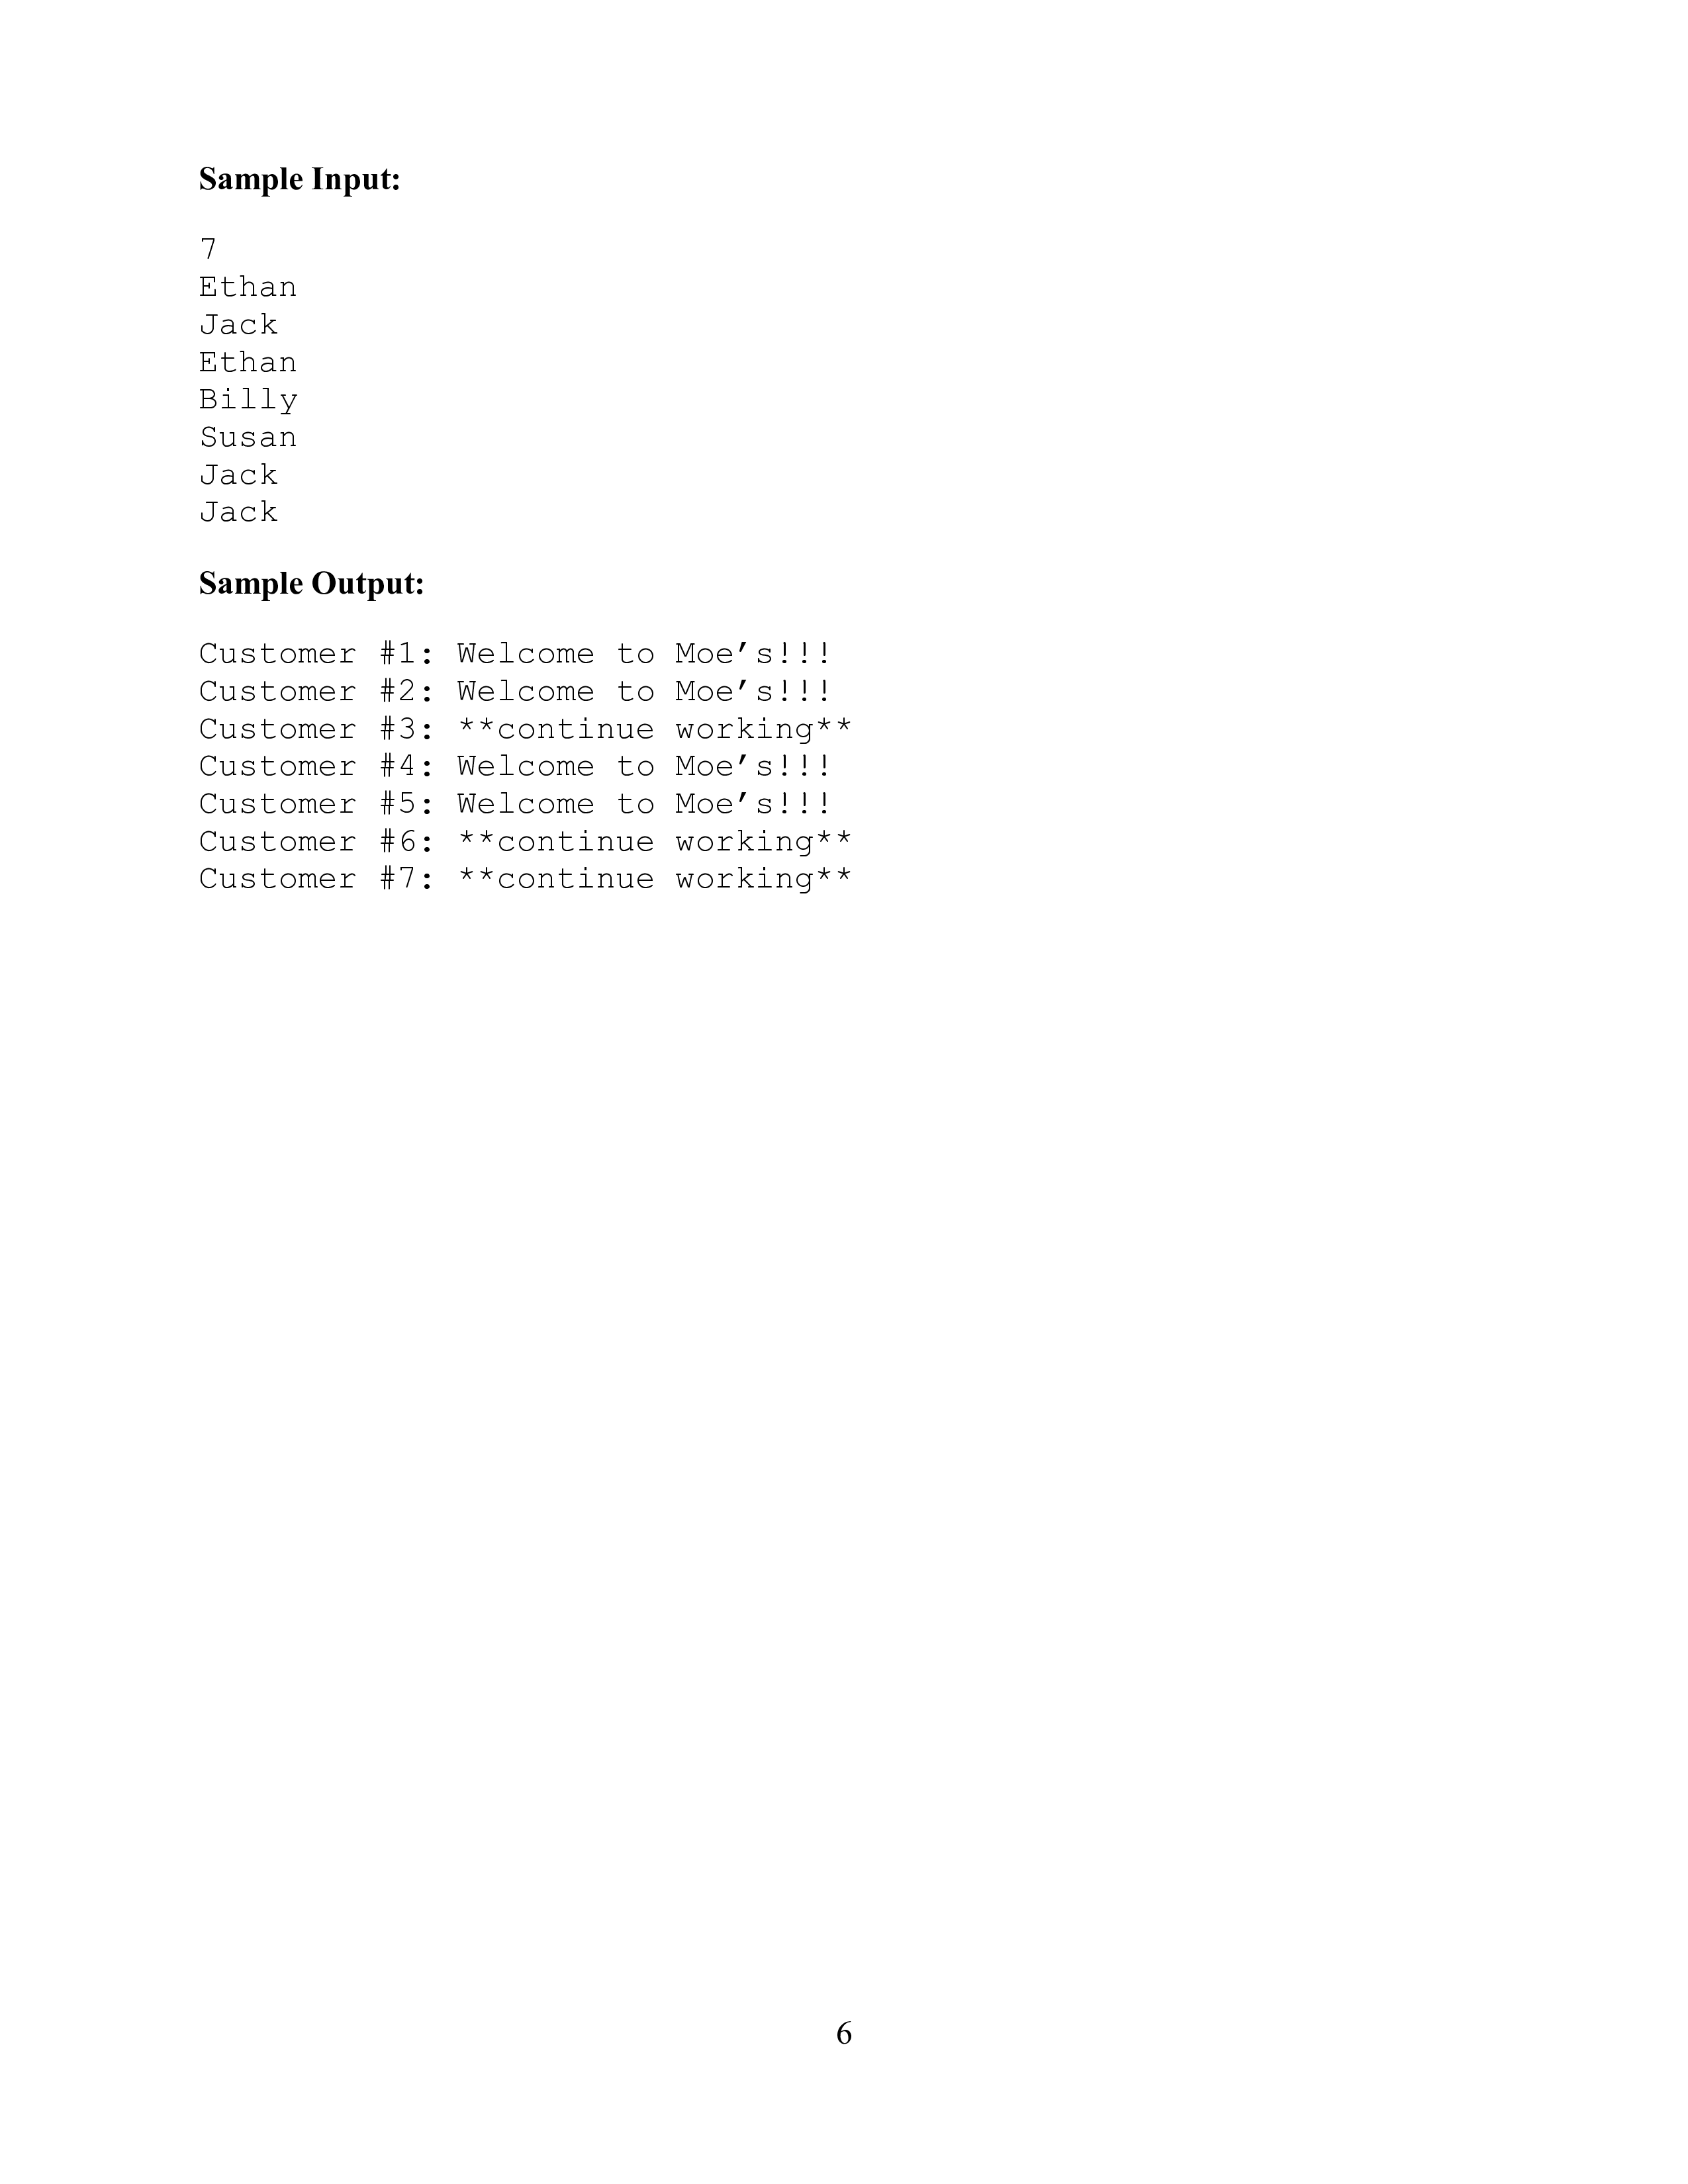 Sample Input:
7
Ethan
Jack
Ethan
Billy
Susan
Jack
Jack
Sample Output:
Customer #1: Welcome to Moe’s!!!
Customer #2: Welcome to Moe’s!!!
Customer #3: **continue working**
Customer #4: Welcome to Moe’s!!!
Customer #5: Welcome to Moe’s!!!
Customer #6: **continue working**
Customer #7: **continue working**
6